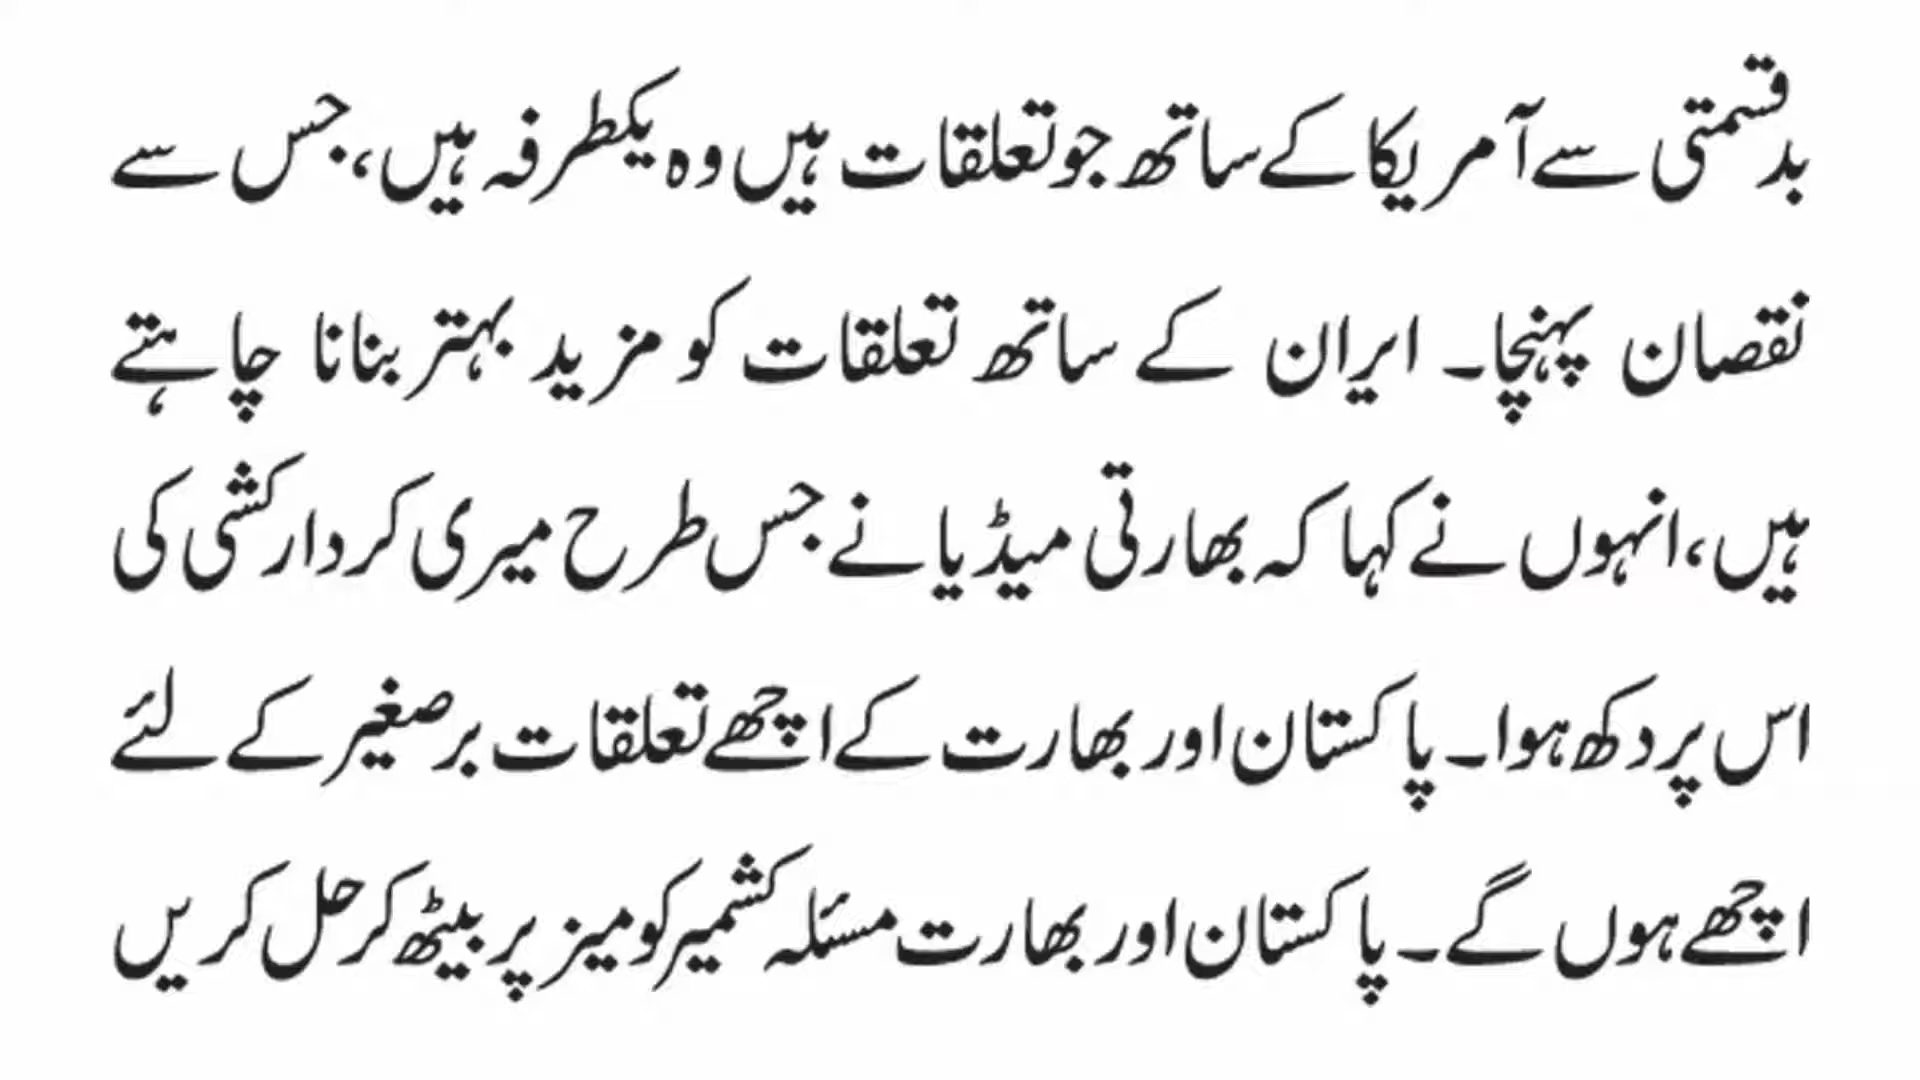 بدقسمتی سے آمریکا کے ساتھ جو تعلقات ہیں وہ یکطرفہ ہیں، جس سے
نقصان پہنچا۔ ایران کے ساتھ تعلقات کو مزید بہتر بنانا چاہتے
ہیں، انہوں نے کہا کہ بھارتی میڈیا نے جس طرح میری کردار کشی کی
اس پر دکھ ہوا۔ پاکستان اور بھارت کے اچھے تعلقات برصغیر کے لئے
اچھے ہوں گے۔ پاکستان اور بھارت مسئلہ کشمیر کو میز پر بیٹھ کر حل کریں